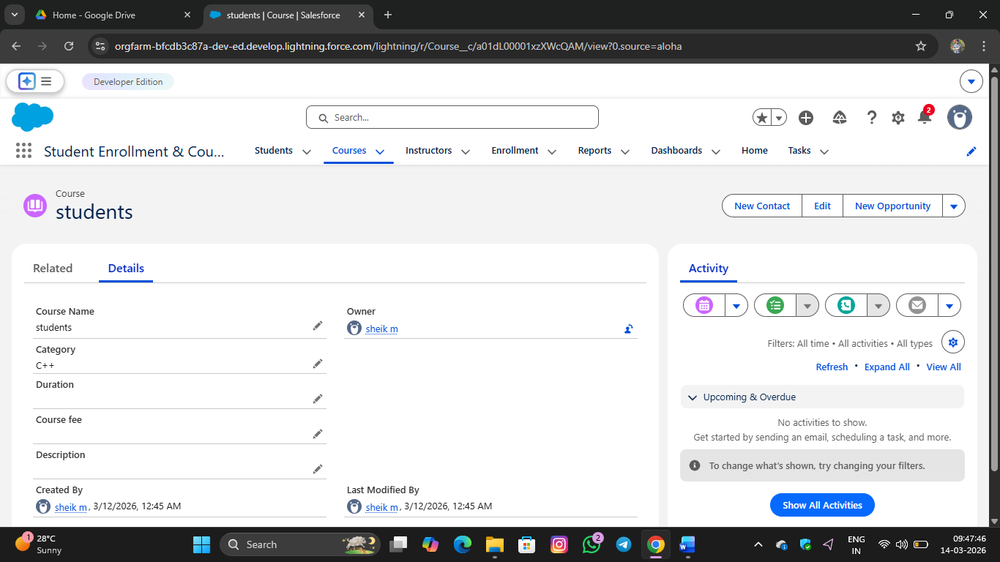 Home - Google Drive
students | Course | Salesforce
orgfarm-bfcdb3c87a-dev-ed.develop.lightning.force.com/lightning/r/Course__c/a01dL00001xzXWcQAM/view?0.source=aloha
Developer Edition
Search...
2
Student Enrollment & Cou...
Students
Courses
Instructors
Enrollment
Reports
Dashboards
Home
Tasks
Course
students
New Contact
Edit
New Opportunity
Related
Details
Course Name
students
Owner
sheik m
Category
C++
Duration
Course fee
Description
Created By
sheik m, 3/12/2026, 12:45 AM
Last Modified By
sheik m, 3/12/2026, 12:45 AM
Activity
Filters: All time • All activities • All types
Refresh • Expand All • View All
Upcoming & Overdue
No activities to show.
Get started by sending an email, scheduling a task, and more.
To change what's shown, try changing your filters.
Show All Activities
1
28°C
Sunny
Search
2
ENG
IN
09:47:46
14-03-2026